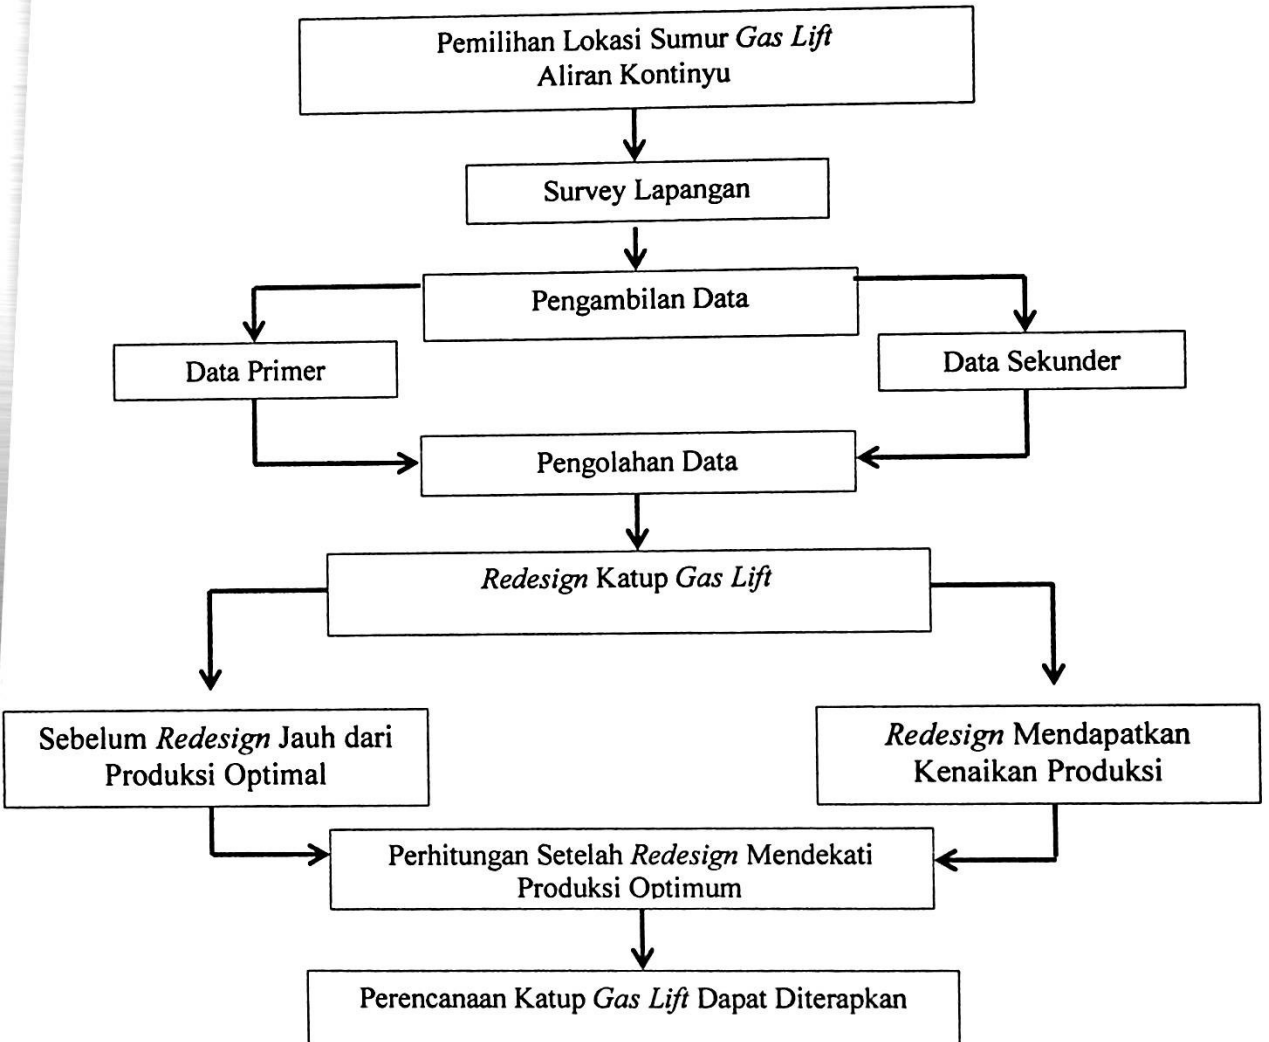 Pemilihan Lokasi Sumur Gas Lift
Aliran Kontinyu
Survey Lapangan
Pengambilan Data
Data Primer
Data Sekunder
Pengolahan Data
Redesign Katup Gas Lift
Sebelum Redesign Jauh dari
Produksi Optimal
Redesign Mendapatkan
Kenaikan Produksi
Perhitungan Setelah Redesign Mendekati
Produksi Optimum
Perencanaan Katup Gas Lift Dapat Diterapkan